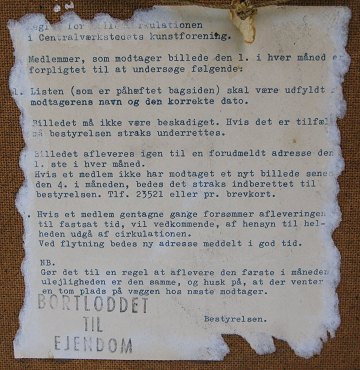 Regler for billedcirkulationen
i Centralværkstedets kunstforening.
Medlemmer, som modtager billede den 1. i hver måned er
forpligtet til at undersøge følgende:
1. Listen (som er påhæftet bagsiden) skal være udfyldt
modtagerens navn og den korrekte dato.
Billedet må ikke være beskadiget. Hvis det er
på bestyrelsen straks underrettes.
Billedet afleveres igen til en forudmeldt adresse den
1. ste i hver måned.
Hvis et medlem ikke har modtaget et nyt billede
den 4. i måneden, bedes det straks indberettet til
bestyrelsen. Tlf. 23521 eller pr. brevkort.
. Hvis et medlem gentagne gange forsømmer afleveringen
til fastsat tid, vil vedkommende, af hensyn til hel-
heden udgå af cirkulationen.
Ved flytning bedes ny adresse meddelt i god tid.
NB.
Gør det til en regel at aflevere den første i måneden
ulejligheden er den samme, og husk på, at der venter
en tom plads på væggen hos næste modtager.
Bestyrelsen.
BORTLODDET
TIL
EJENDOM